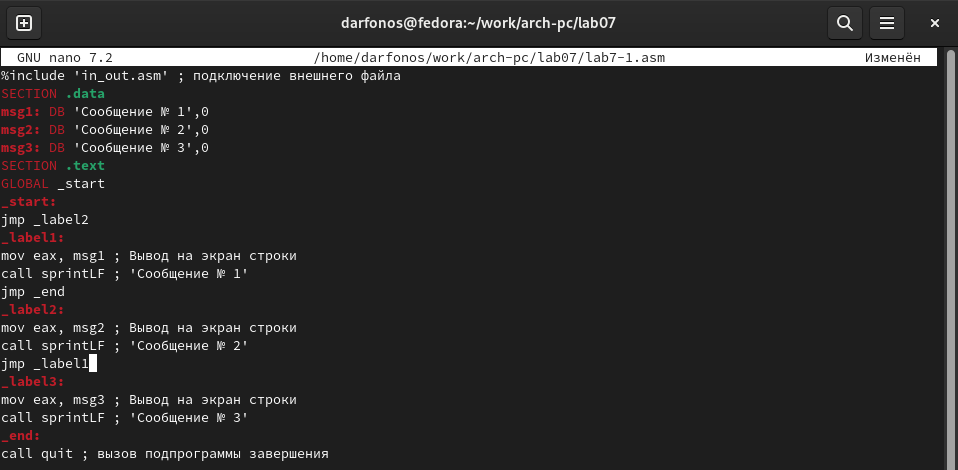 darfonos@fedora:~/work/arch-pc/lab07
GNU nano 7.2 /home/darfonos/work/arch-pc/lab07/lab7-1.asm Изменён
%include 'in_out.asm' ; подключение внешнего файла
SECTION .data
msg1: DB 'Сообщение № 1',0
msg2: DB 'Сообщение № 2',0
msg3: DB 'Сообщение № 3',0
SECTION .text
GLOBAL _start
_start:
jmp _label2
_label1:
mov eax, msg1 ; Вывод на экран строки
call sprintLF ; 'Сообщение № 1'
jmp _end
_label2:
mov eax, msg2 ; Вывод на экран строки
call sprintLF ; 'Сообщение № 2'
jmp _label1
_label3:
mov eax, msg3 ; Вывод на экран строки
call sprintLF ; 'Сообщение № 3'
_end:
call quit ; вызов подпрограммы завершения